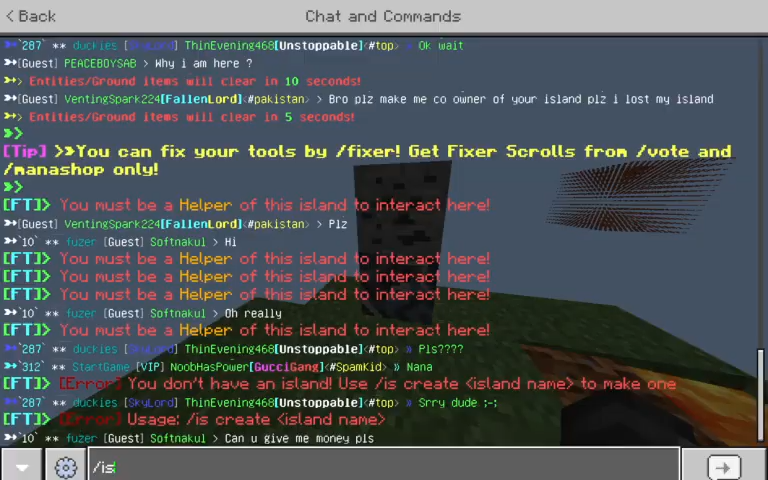 < Back
Chat and Commands
➳`287` ** duckies [SkyLord] ThinEvening468[Unstoppable]<#top> » Ok wait
➳[Guest] PEACEBOYSAB > Why i am here ?
➳> Entities/Ground items will clear in 10 seconds!
➳[Guest] VentingSpark224[FallenLord]<#pakistan> > Bro plz make me co owner of your island plz i lost my island
➳> Entities/Ground items will clear in 5 seconds!
»>
[Tip] >»You can fix your tools by /fixer! Get Fixer Scrolls from /vote and
/manashop only!
»>
[FT]> You must be a Helper of this island to interact here!
➳[Guest] VentingSpark224[FallenLord]<#pakistan> > Plz
➳`10` ** fuzer [Guest] Softnakul > Hi
[FT]> You must be a Helper of this island to interact here!
[FT]> You must be a Helper of this island to interact here!
[FT]> You must be a Helper of this island to interact here!
➳`10` ** fuzer [Guest] Softnakul > Oh really
[FT]> You must be a Helper of this island to interact here!
➳`287` ** duckies [SkyLord] ThinEvening468[Unstoppable]<#top> » Pls????
➳`312` ** StartGame [VIP] NoobHasPower[GucciGang]<#SpamKid> » Nana
[FT]> [Error] You don't have an island! Use /is create <island name> to make one
➳`287` ** duckies [SkyLord] ThinEvening468[Unstoppable]<#top> » Srry dude ;-;
[FT]> [Error] Usage: /is create <island name>
➳`10` ** fuzer [Guest] Softnakul > Can u give me money pls
/is